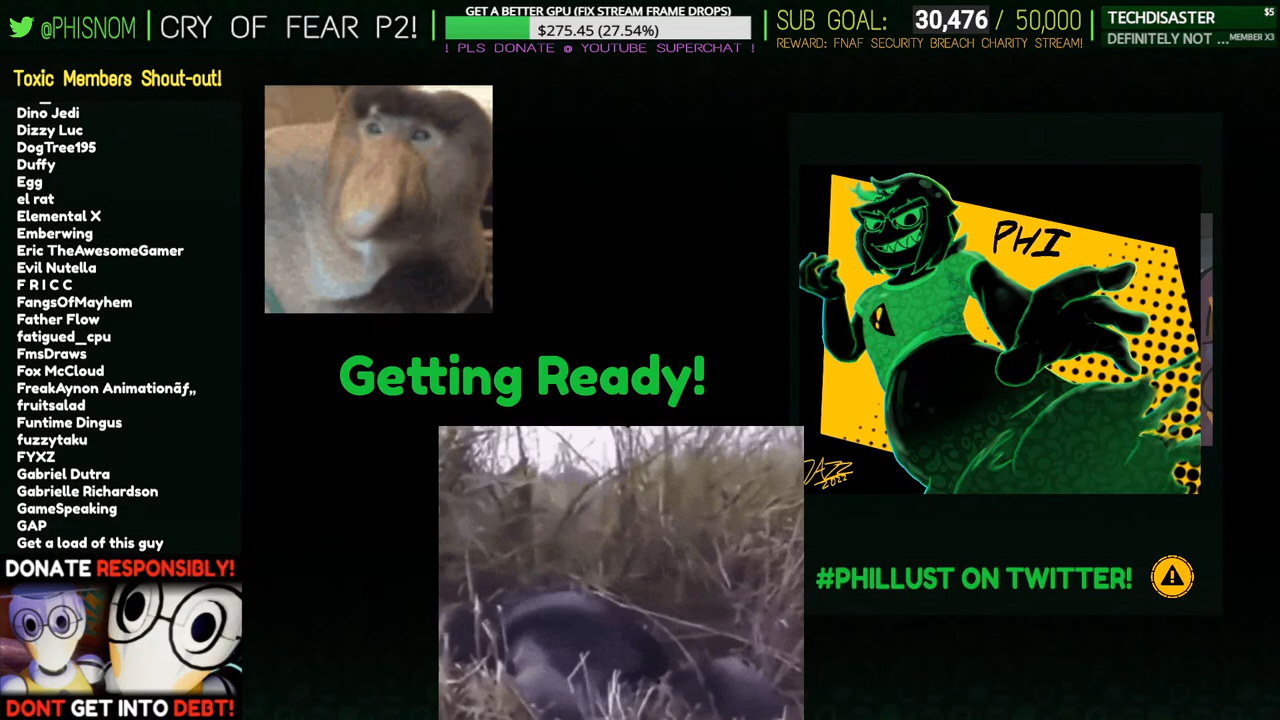 @PHISNOM
CRY OF FEAR P2!
GET A BETTER GPU (FIX STREAM FRAME DROPS)
$275.45 (27.54%)
! PLS DONATE @ YOUTUBE SUPERCHAT !
SUB GOAL: 30,476 / 50,000
REWARD: FNAF SECURITY BREACH CHARITY STREAM!
TECHDISASTER $5
DEFINITELY NOT ... MEMBER X3
Toxic Members Shout-out!
Dino Jedi
Dizzy Luc
DogTree195
Duffy
Egg
el rat
Elemental X
Emberwing
Eric TheAwesomeGamer
Evil Nutella
F R I C C
FangsOfMayhem
Father Flow
fatigued_cpu
FmsDraws
Fox McCloud
FreakAynon Animationãƒ„
fruitsalad
Funtime Dingus
fuzzytaku
FYXZ
Gabriel Dutra
Gabrielle Richardson
GameSpeaking
GAP
Get a load of this guy
DONATE RESPONSIBLY!
DONT GET INTO DEBT!
Getting Ready!
PHI
JAZZ
2022
#PHILLUST ON TWITTER!